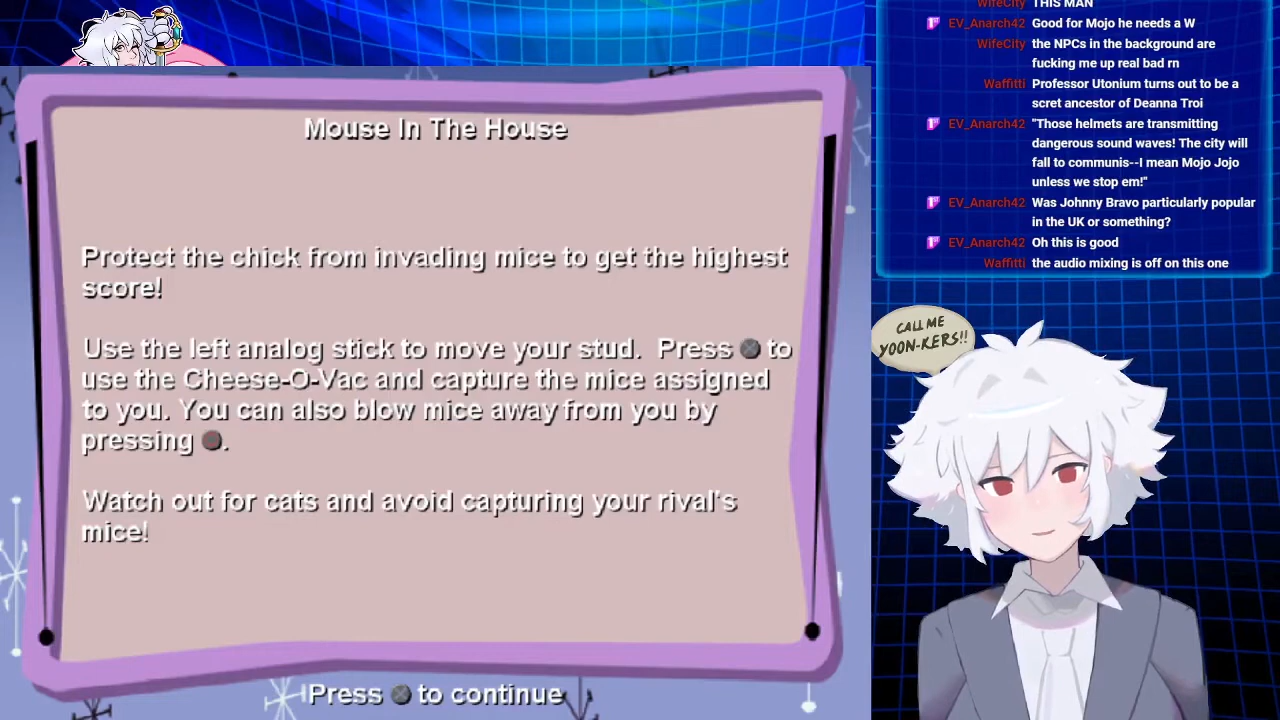 Mouse In The House
Protect the chick from invading mice to get the highest
score!
Use the left analog stick to move your stud. Press to
use the Cheese-O-Vac and capture the mice assigned
to you. You can also blow mice away from you by
pressing .
Watch out for cats and avoid capturing your rival's
mice!
Press to continue
WifeCity THIS MAN
EV_Anarch42 Good for Mojo he needs a W
WifeCity the NPCs in the background are
fucking me up real bad rn
Waffitti Professor Utonium turns out to be a
scret ancestor of Deanna Troi
EV_Anarch42 "Those helmets are transmitting
dangerous sound waves! The city will
fall to communis--I mean Mojo Jojo
unless we stop em!"
EV_Anarch42 Was Johnny Bravo particularly popular
in the UK or something?
EV_Anarch42 Oh this is good
Waffitti the audio mixing is off on this one
CALL ME
YOON-KERS!!